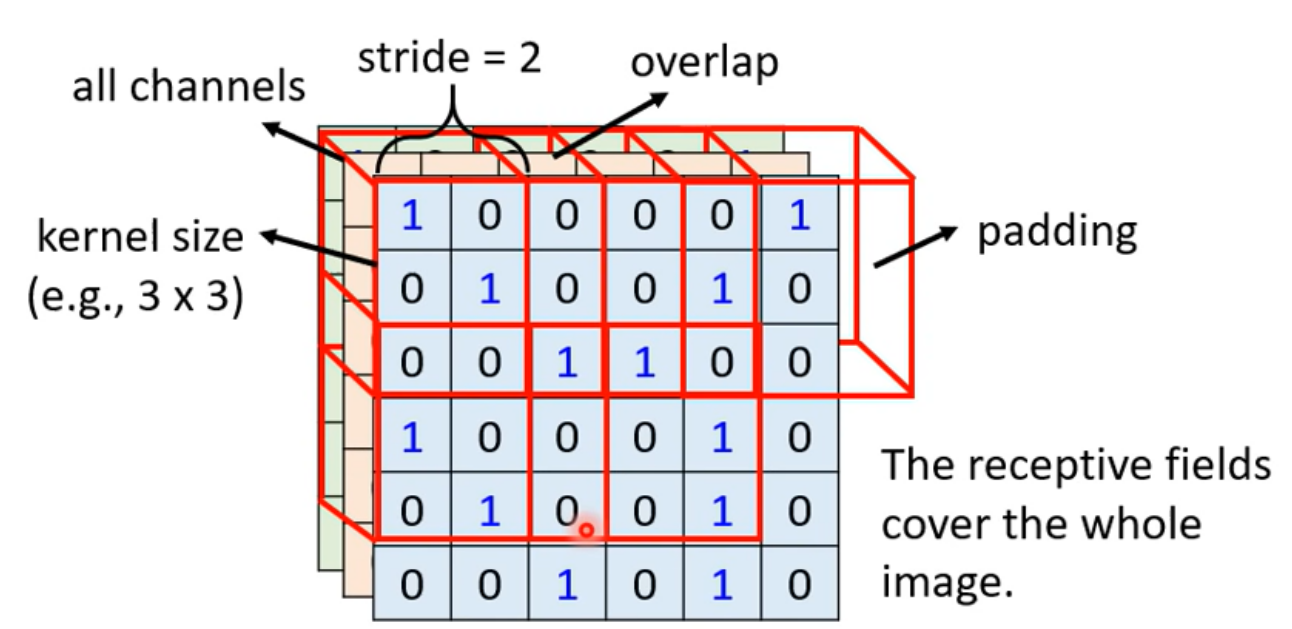 stride = 2
overlap
all channels
kernel size
(e.g., 3 x 3)
padding
1 0 0 0 0 1
0 1 0 0 1 0
0 0 1 1 0 0
1 0 0 0 1 0
0 1 0 0 1 0
0 0 1 0 1 0
The receptive fields
cover the whole
image.